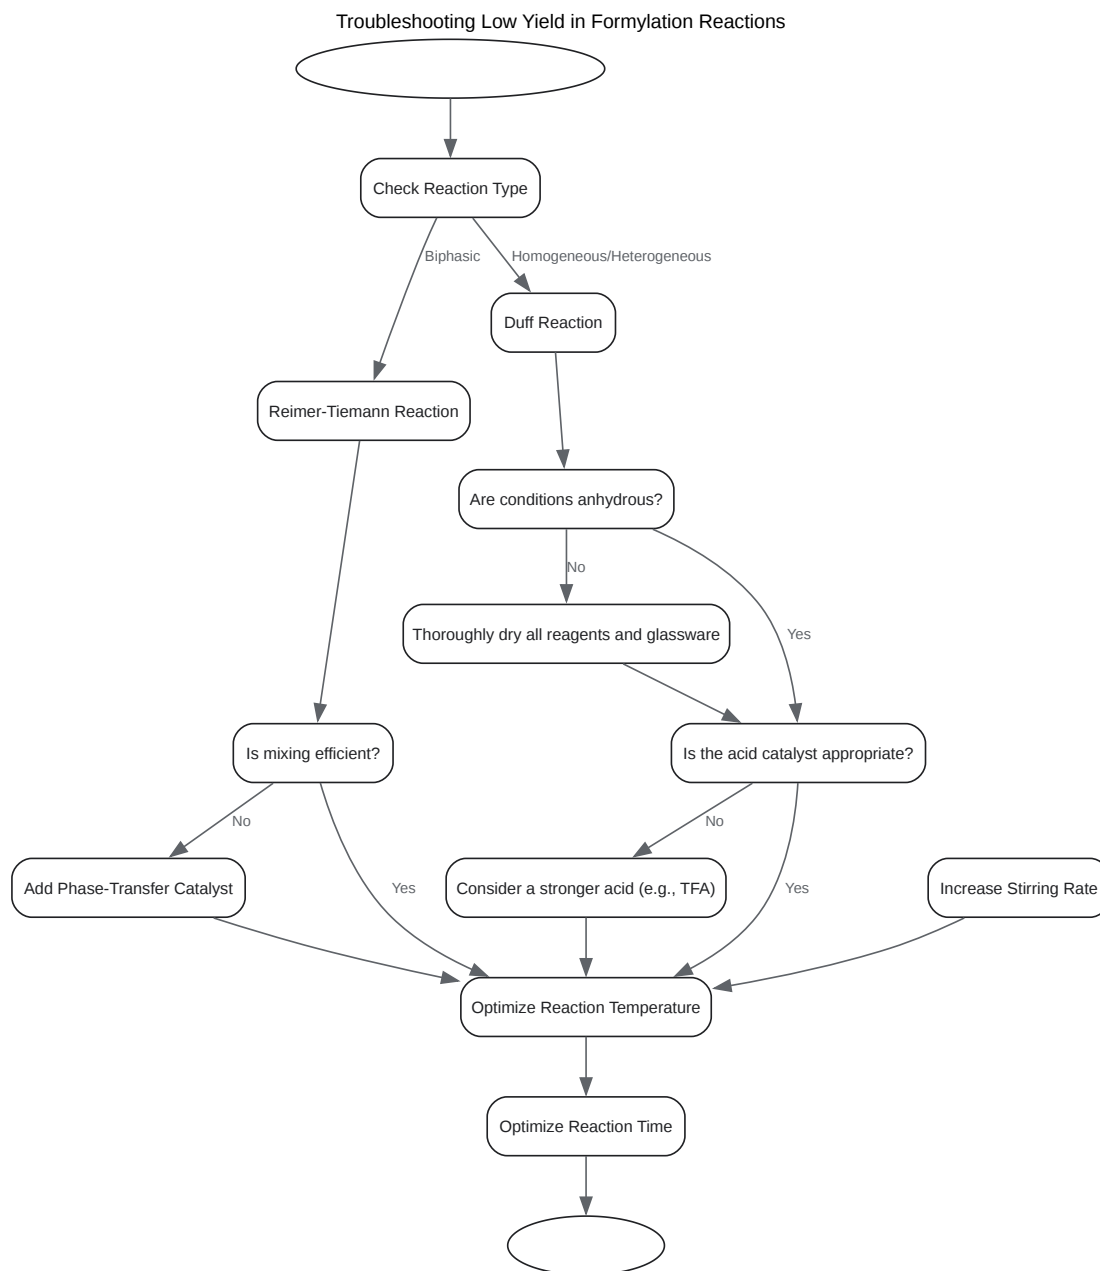 Troubleshooting Low Yield in Formylation Reactions
Check Reaction Type
Biphasic
Homogeneous/Heterogeneous
Duff Reaction
Reimer-Tiemann Reaction
Are conditions anhydrous?
No
Thoroughly dry all reagents and glassware
Yes
Is mixing efficient?
Is the acid catalyst appropriate?
No
No
Add Phase-Transfer Catalyst
Yes
Consider a stronger acid (e.g., TFA)
Yes
Increase Stirring Rate
Optimize Reaction Temperature
Optimize Reaction Time